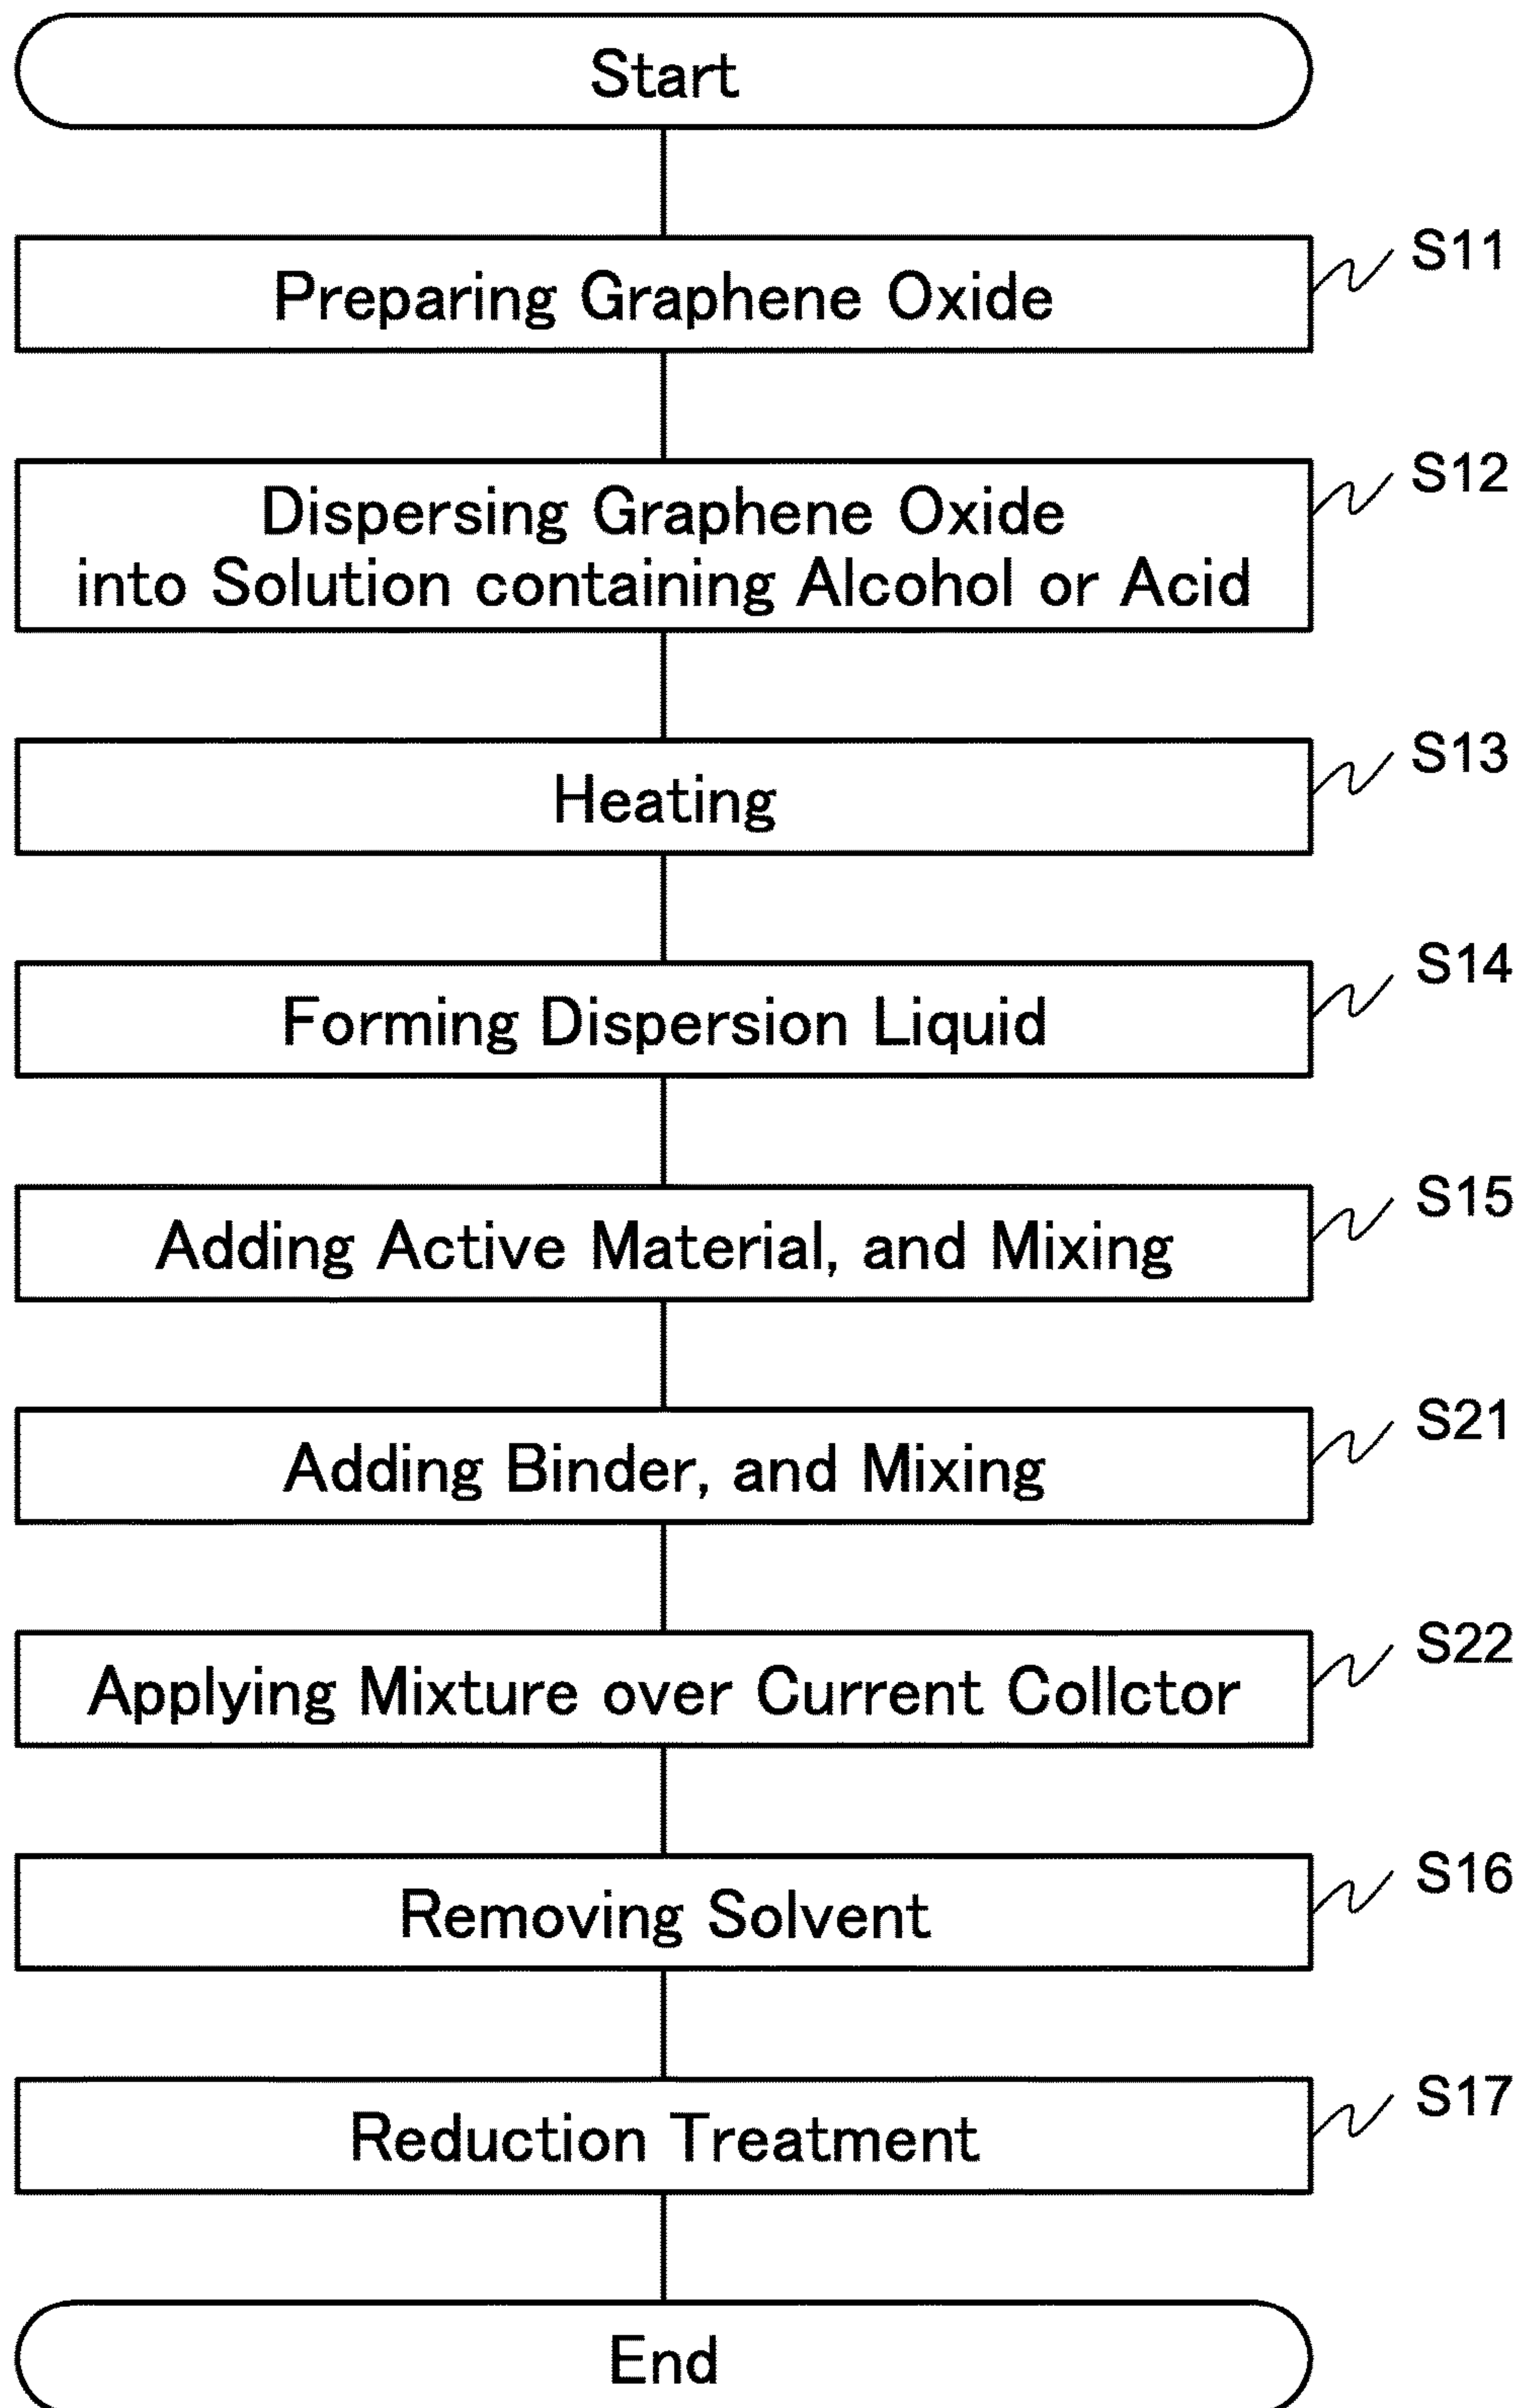 Start
S11
Preparing Graphene Oxide
S12
Dispersing Graphene Oxide
into Solution containing Alcohol or Acid
S13
Heating
S14
Forming Dispersion Liquid
S15
Adding Active Material, and Mixing
S21
Adding Binder, and Mixing
S22
Applying Mixture over Current Collctor
S16
Removing Solvent
S17
Reduction Treatment
End